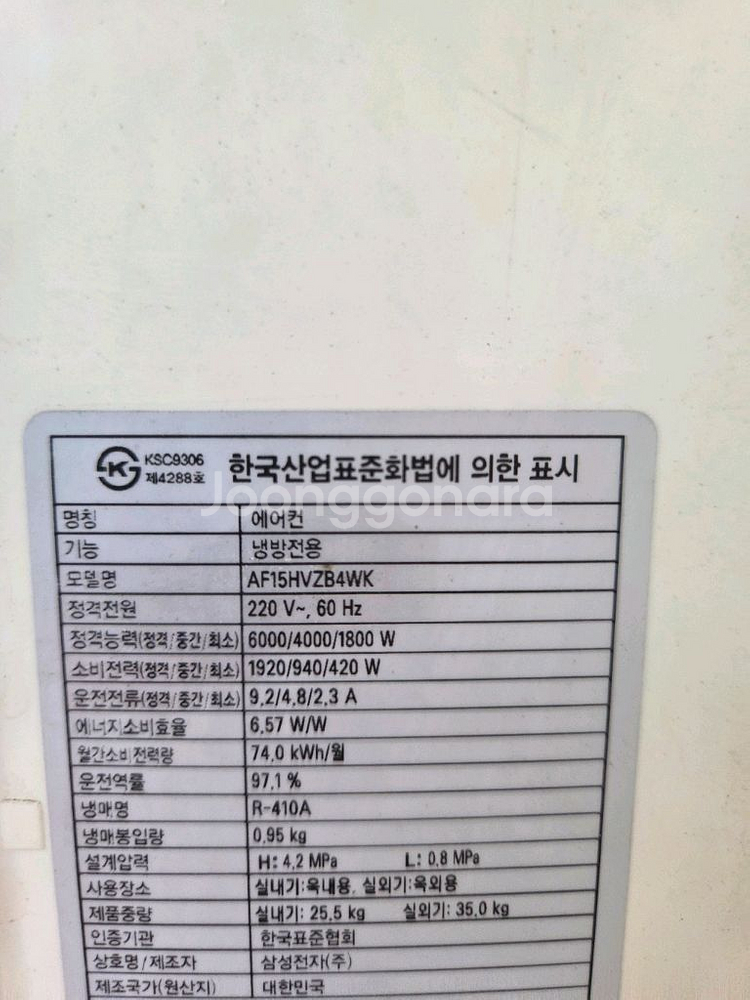 KSC9306
제4288호
한국산업표준화법에 의한 표시
Joonggonara
명칭 에어컨
기능 냉방전용
모델명 AF15HVZB4WK
정격전원 220 V~, 60 Hz
정격능력(정격/중간/최소) 6000/4000/1800 W
소비전력(정격/중간/최소) 1920/940/420 W
운전전류(정격/중간/최소) 9.2/4.8/2.3 A
에너지소비효율 6.57 W/W
월간소비전력량 74.0 kWh/월
운전역률 97.1 %
냉매명 R-410A
냉매봉입량 0.95 kg
설계압력 H: 4.2 MPa L: 0.8 MPa
사용장소 실내기:옥내용, 실외기:옥외용
제품중량 실내기: 25.5 kg 실외기: 35.0 kg
인증기관 한국표준협회
상호명/제조자 삼성전자(주)
제조국가(원산지) 대한민국